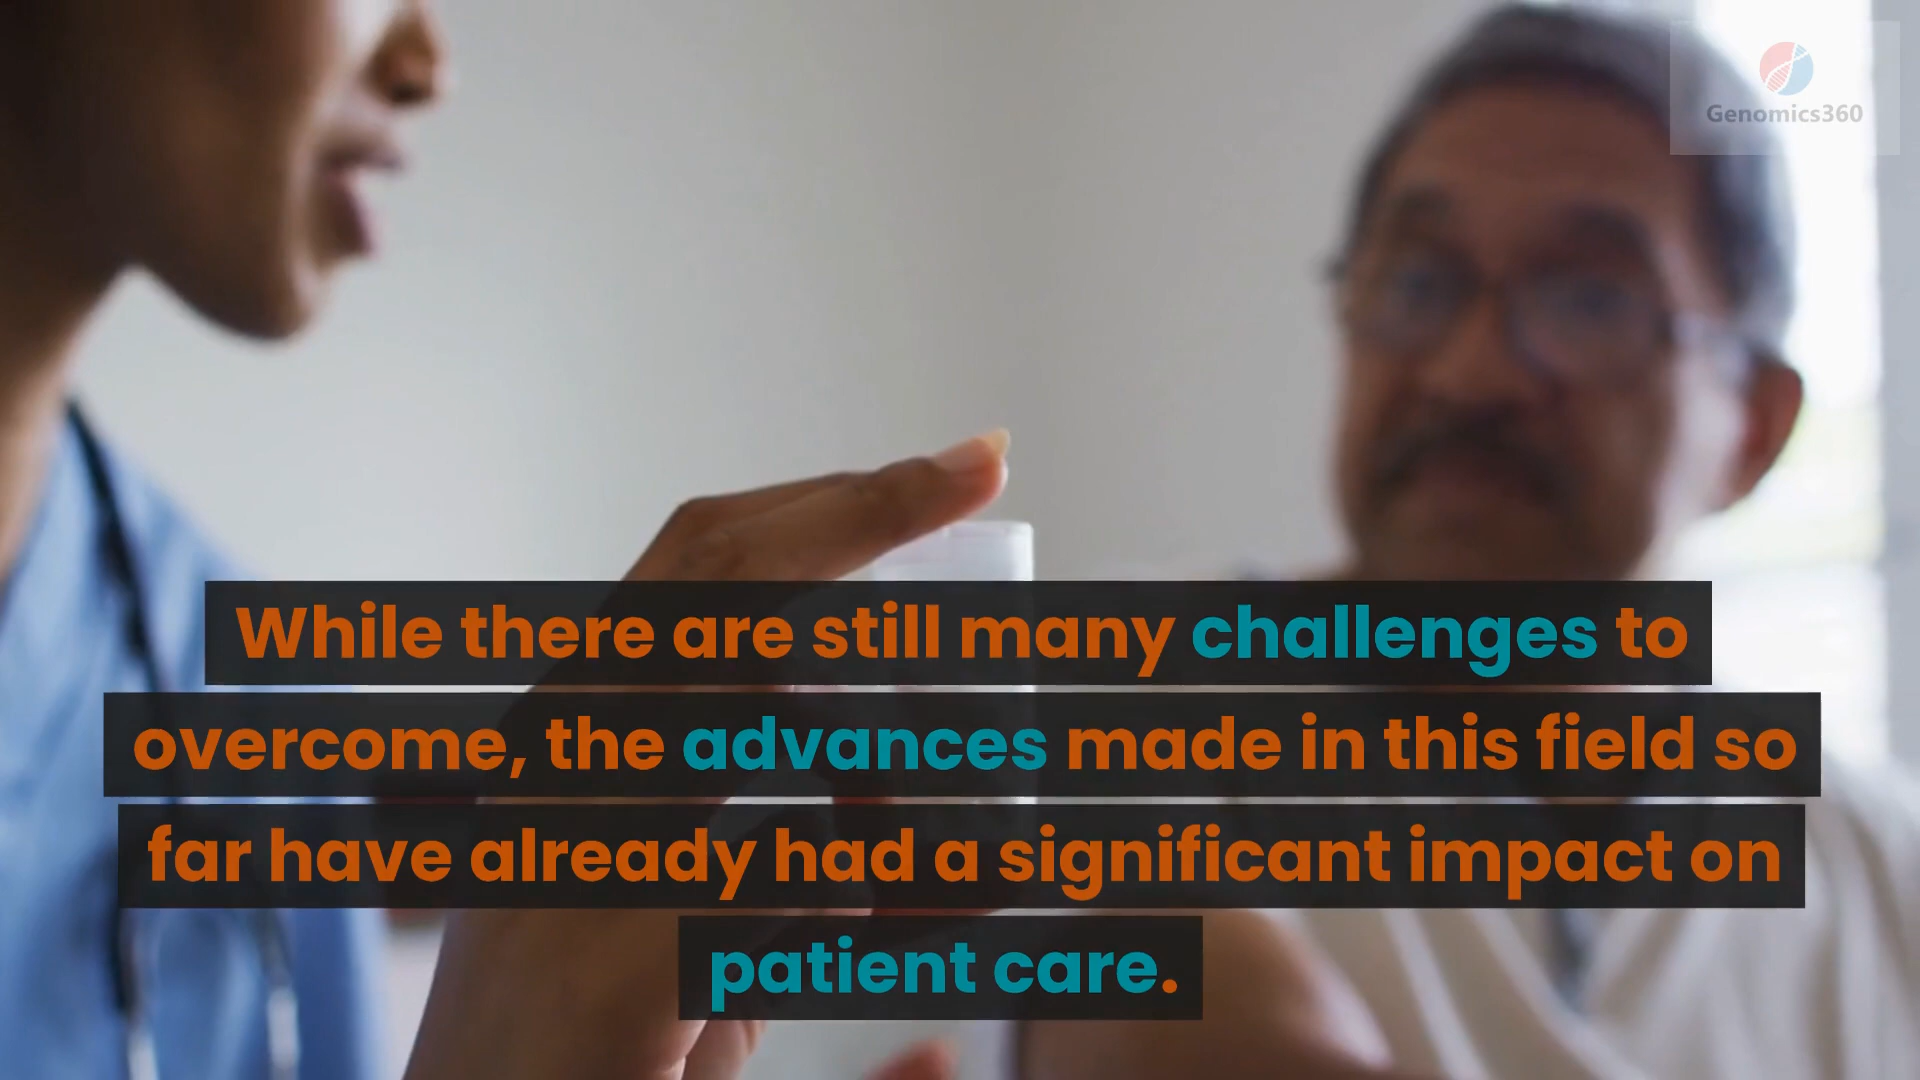 Genomics360
While there are still many challenges to
overcome, the advances made in this field so
far have already had a significant impact on
patient care.